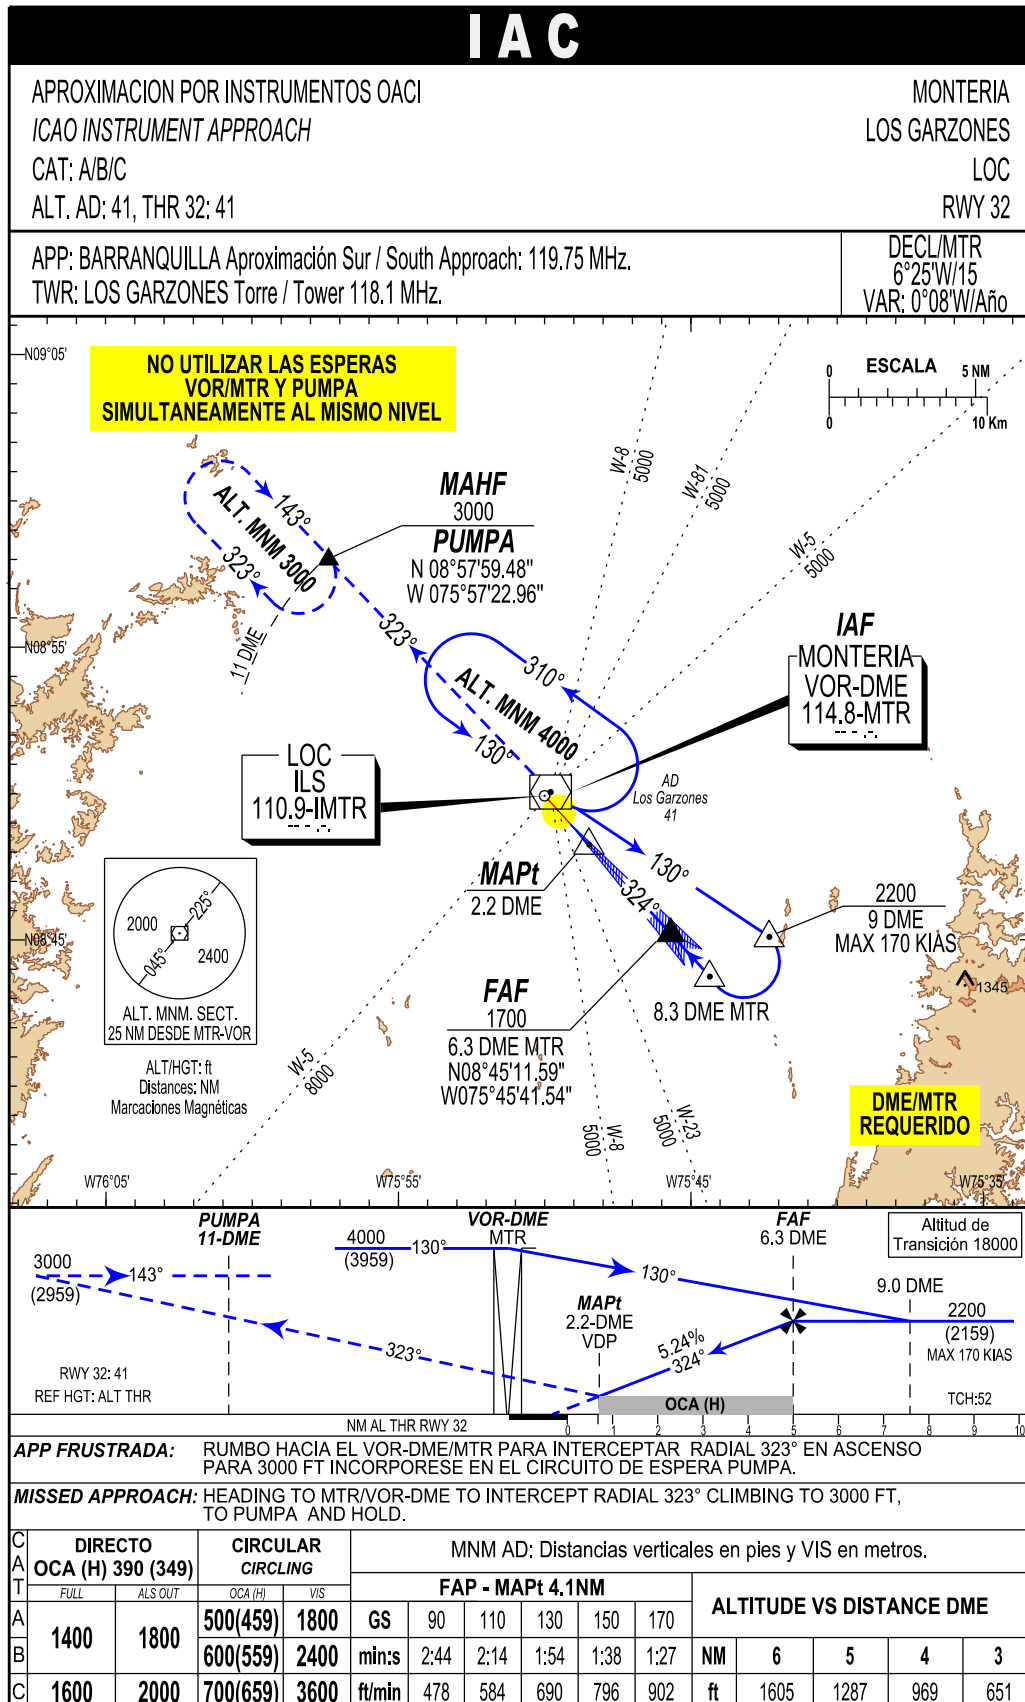 IAC
APROXIMACION POR INSTRUMENTOS OACI
ICAO INSTRUMENT APPROACH
CAT: A/B/C
ALT. AD: 41, THR 32: 41
MONTERIA
LOS GARZONES
LOC
RWY 32
APP: BARRANQUILLA Aproximación Sur / South Approach: 119.75 MHz.
TWR: LOS GARZONES Torre / Tower 118.1 MHz.
DECL/MTR
6°25'W/15
VAR: 0°08'W/Año
N09°05'
NO UTILIZAR LAS ESPERAS
VOR/MTR Y PUMPA
SIMULTANEAMENTE AL MISMO NIVEL
ESCALA
0 5 NM
0 10 Km
W-8
5000
W-81
5000
W-5
5000
MAHF
3000
PUMPA
N 08°57'59.48"
W 075°57'22.96"
143°
ALT. MNM 3000
323°
11 DME
323°
N08°55'
310°
ALT. MNM 4000
130°
IAF
MONTERIA
VOR-DME
114.8-MTR
-- - .-.
LOC
ILS
110.9-IMTR
-- - .-.
AD
Los Garzones
41
MAPt
2.2 DME
130°
324°
2200
9 DME
MAX 170 KIAS
N08°45'
2000
225°
045°
2400
ALT. MNM. SECT.
25 NM DESDE MTR-VOR
ALT/HGT: ft
Distances: NM
Marcaciones Magnéticas
FAF
1700
6.3 DME MTR
N08°45'11.59"
W075°45'41.54"
8.3 DME MTR
1345
W-5
8000
W-8
5000
W-23
5000
DME/MTR
REQUERIDO
W76°05'
W75°55'
W75°45'
W75°35'
PUMPA
11-DME
VOR-DME
MTR
FAF
6.3 DME
Altitud de
Transición 18000
3000
(2959)
143°
4000
(3959)
130°
130°
9.0 DME
2200
(2159)
MAX 170 KIAS
MAPt
2.2-DME
VDP
5.24%
324°
323°
RWY 32: 41
REF HGT: ALT THR
OCA (H)
TCH:52
NM AL THR RWY 32
0 1 2 3 4 5 6 7 8 9 10
APP FRUSTRADA: RUMBO HACIA EL VOR-DME/MTR PARA INTERCEPTAR RADIAL 323° EN ASCENSO
PARA 3000 FT INCORPORESE EN EL CIRCUITO DE ESPERA PUMPA.
MISSED APPROACH: HEADING TO MTR/VOR-DME TO INTERCEPT RADIAL 323° CLIMBING TO 3000 FT,
TO PUMPA AND HOLD.
CAT
DIRECTO
OCA (H) 390 (349)
CIRCULAR
CIRCLING
MNM AD: Distancias verticales en pies y VIS en metros.
FULL ALS OUT OCA (H) VIS
FAP - MAPt 4.1NM
ALTITUDE VS DISTANCE DME
A 1400 1800 500(459) 1800 GS 90 110 130 150 170
B 600(559) 2400 min:s 2:44 2:14 1:54 1:38 1:27 NM 6 5 4 3
C 1600 2000 700(659) 3600 ft/min 478 584 690 796 902 ft 1605 1287 969 651